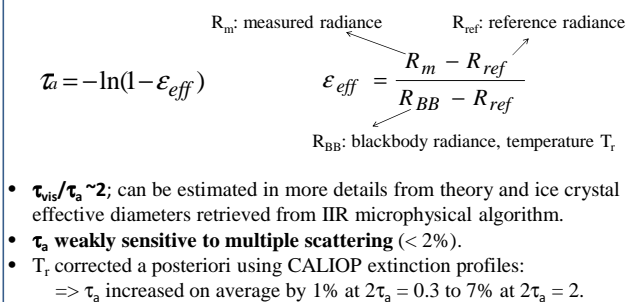 R_m: measured radiance R_ref: reference radiance
τ_a = −ln(1−ε_eff) ε_eff = (R_m − R_ref) / (R_BB − R_ref)
R_BB: blackbody radiance, temperature T_r
• τ_vis/τ_a ~2; can be estimated in more details from theory and ice crystal
effective diameters retrieved from IIR microphysical algorithm.
• τ_a weakly sensitive to multiple scattering (< 2%).
• T_r corrected a posteriori using CALIOP extinction profiles:
=> τ_a increased on average by 1% at 2τ_a = 0.3 to 7% at 2τ_a = 2.